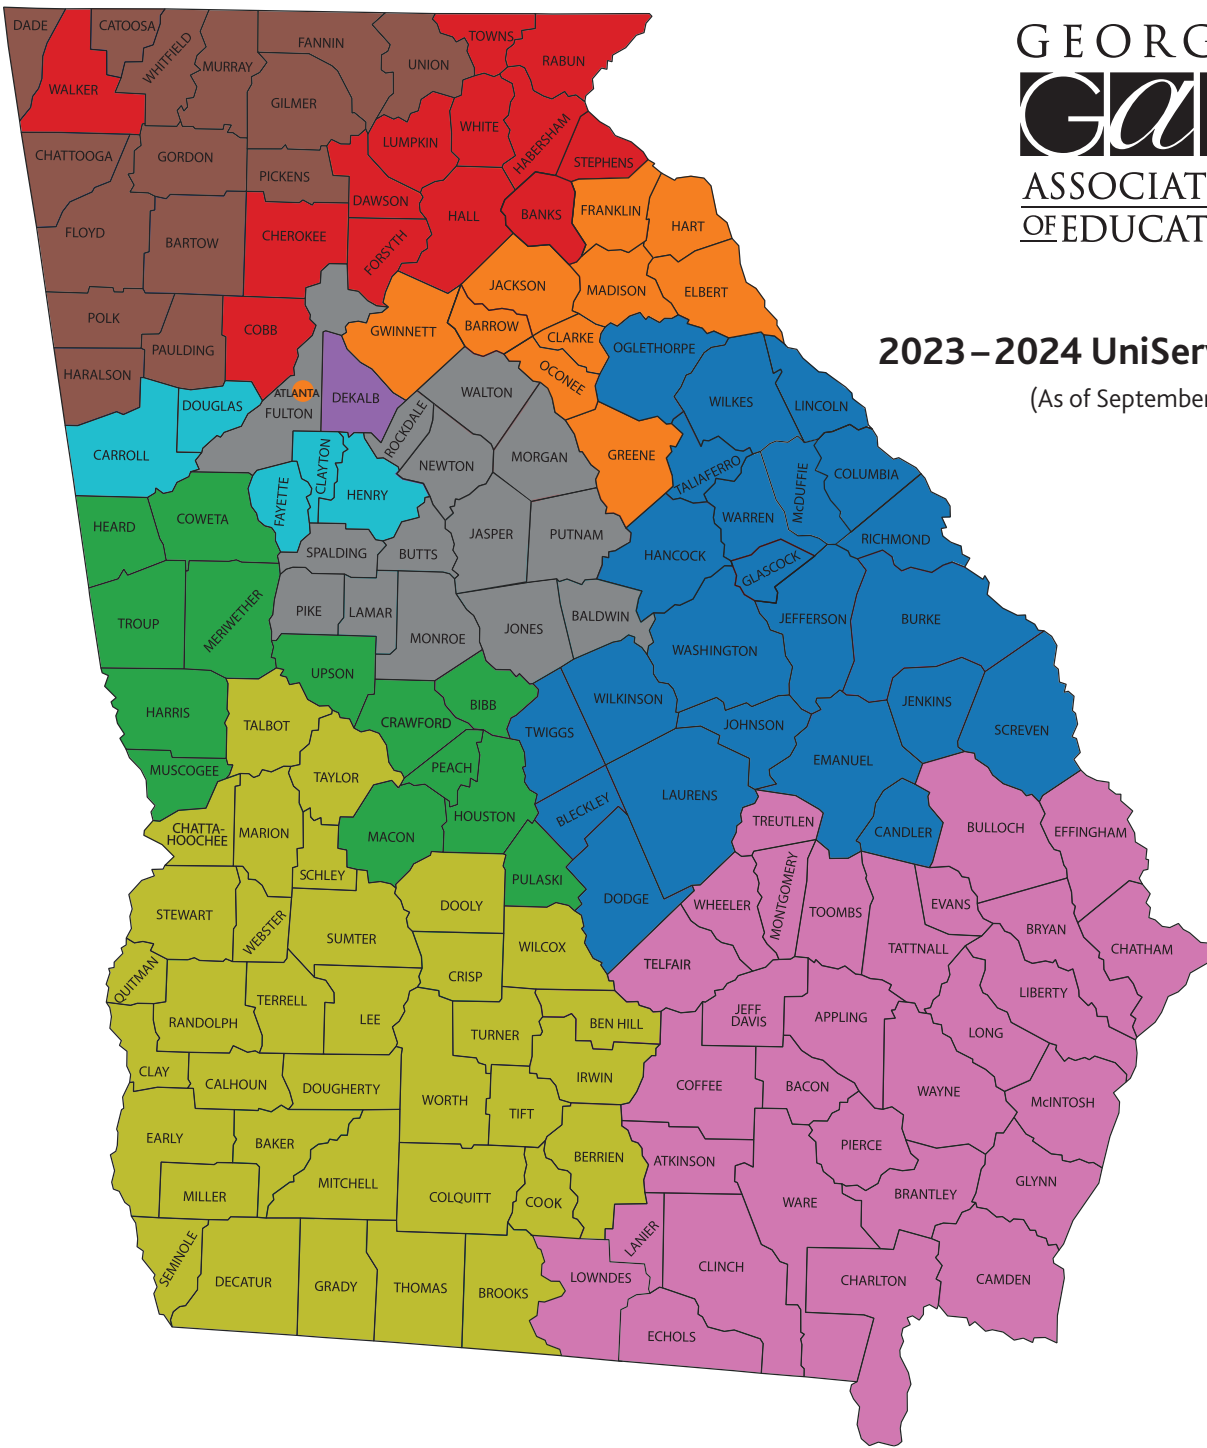 GEORG
Ga
ASSOCIAT
OF EDUCAT
2023–2024 UniServ
(As of September
DADE
CATOOSA
WHITFIELD
MURRAY
FANNIN
UNION
TOWNS
RABUN
WALKER
GILMER
WHITE
HABERSHAM
LUMPKIN
STEPHENS
CHATTOOGA
GORDON
PICKENS
DAWSON
HALL
BANKS
FRANKLIN
HART
FLOYD
BARTOW
CHEROKEE
FORSYTH
JACKSON
MADISON
ELBERT
POLK
PAULDING
COBB
GWINNETT
BARROW
CLARKE
OGLETHORPE
HARALSON
OCONEE
ATLANTA
FULTON
DEKALB
DOUGLAS
ROCKDALE
WALTON
WILKES
LINCOLN
CARROLL
CLAYTON
FAYETTE
HENRY
NEWTON
MORGAN
GREENE
TALIAFERRO
McDUFFIE
COLUMBIA
HEARD
COWETA
SPALDING
BUTTS
JASPER
PUTNAM
HANCOCK
WARREN
GLASCOCK
RICHMOND
TROUP
MERIWETHER
PIKE
LAMAR
MONROE
JONES
BALDWIN
WASHINGTON
JEFFERSON
BURKE
UPSON
HARRIS
TALBOT
CRAWFORD
BIBB
TWIGGS
WILKINSON
JOHNSON
JENKINS
SCREVEN
MUSCOGEE
TAYLOR
PEACH
EMANUEL
CHATTA-
HOOCHEE
MARION
MACON
HOUSTON
BLECKLEY
LAURENS
TREUTLEN
CANDLER
BULLOCH
EFFINGHAM
SCHLEY
PULASKI
DODGE
WHEELER
MONTGOMERY
TOOMBS
EVANS
STEWART
WEBSTER
SUMTER
DOOLY
WILCOX
TELFAIR
TATTNALL
BRYAN
CHATHAM
QUITMAN
TERRELL
CRISP
LIBERTY
RANDOLPH
LEE
TURNER
BEN HILL
JEFF
DAVIS
APPLING
LONG
CLAY
CALHOUN
DOUGHERTY
WORTH
TIFT
IRWIN
COFFEE
BACON
WAYNE
McINTOSH
EARLY
BAKER
BERRIEN
ATKINSON
PIERCE
MILLER
MITCHELL
COLQUITT
COOK
WARE
BRANTLEY
GLYNN
LANIER
SEMINOLE
DECATUR
GRADY
THOMAS
BROOKS
LOWNDES
CLINCH
CHARLTON
CAMDEN
ECHOLS